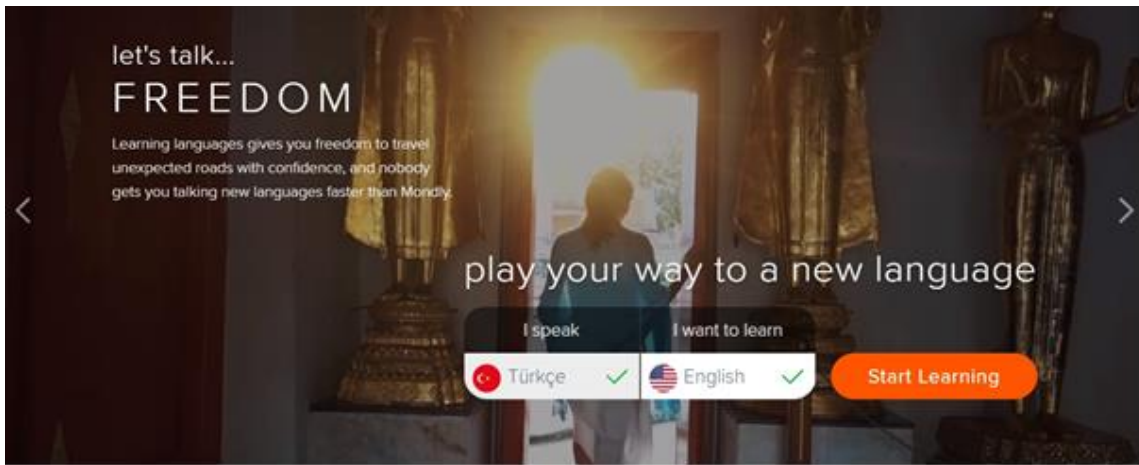 let's talk...
FREEDOM
Learning languages gives you freedom to travel
unexpected roads with confidence, and nobody
gets you talking new languages faster than Mondly.
play your way to a new language
I speak
I want to learn
Türkçe
English
Start Learning